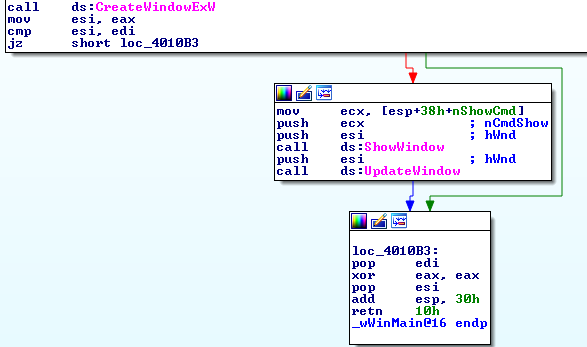 call    ds:CreateWindowExW
mov     esi, eax
cmp     esi, edi
jz      short loc_4010B3
mov     ecx, [esp+38h+nShowCmd]
push    ecx             ; nCmdShow
push    esi             ; hWnd
call    ds:ShowWindow
push    esi             ; hWnd
call    ds:UpdateWindow
loc_4010B3:
pop     edi
xor     eax, eax
pop     esi
add     esp, 30h
retn    10h
_wWinMain@16 endp